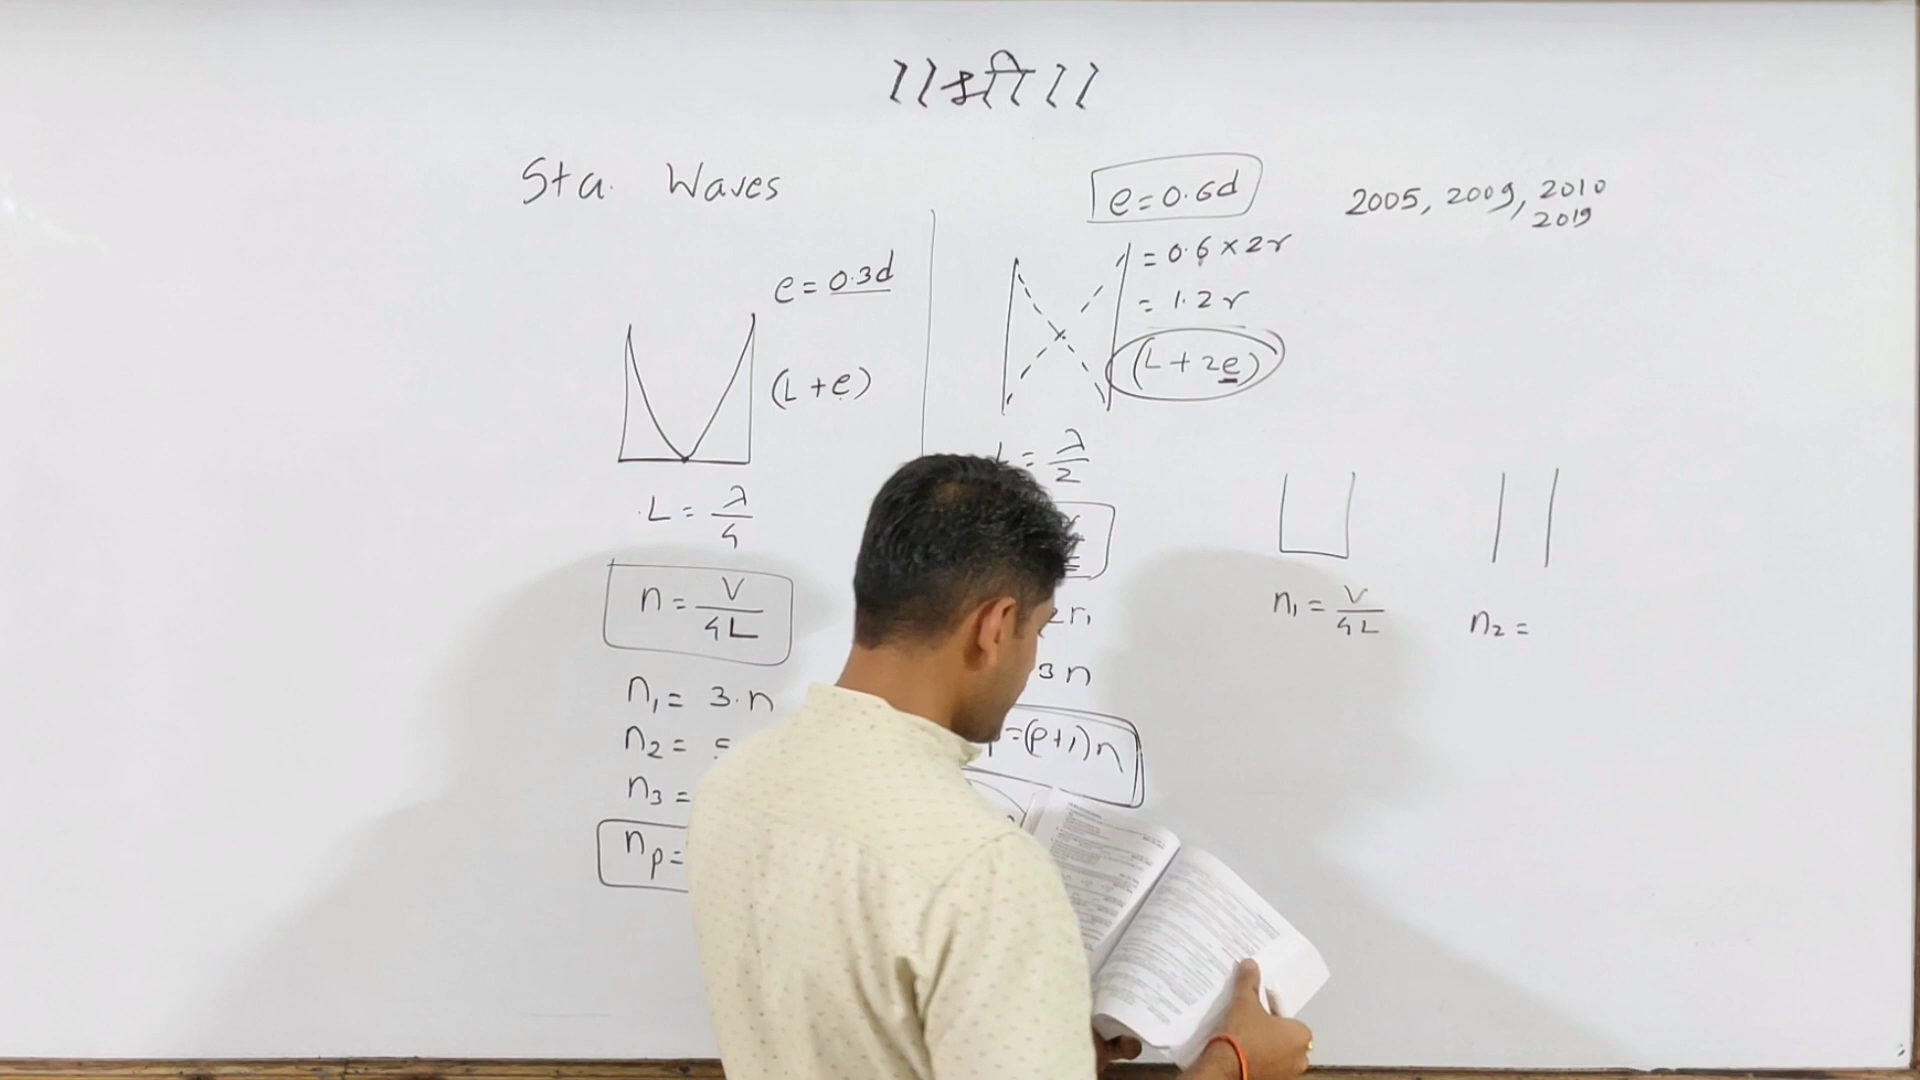 ।।श्री।।
Sta. Waves
e = 0.3d
(L + e)
L = λ/4
n = V/4L
n₁ = 3.n
n₂ =
n₃ =
nₚ =
e = 0.6d
= 0.6 × 2r
= 1.2r
(L + 2e)
= λ/2
3n
= (p+1)n
2005, 2009, 2010
2019
n₁ = V/4L
n₂ =